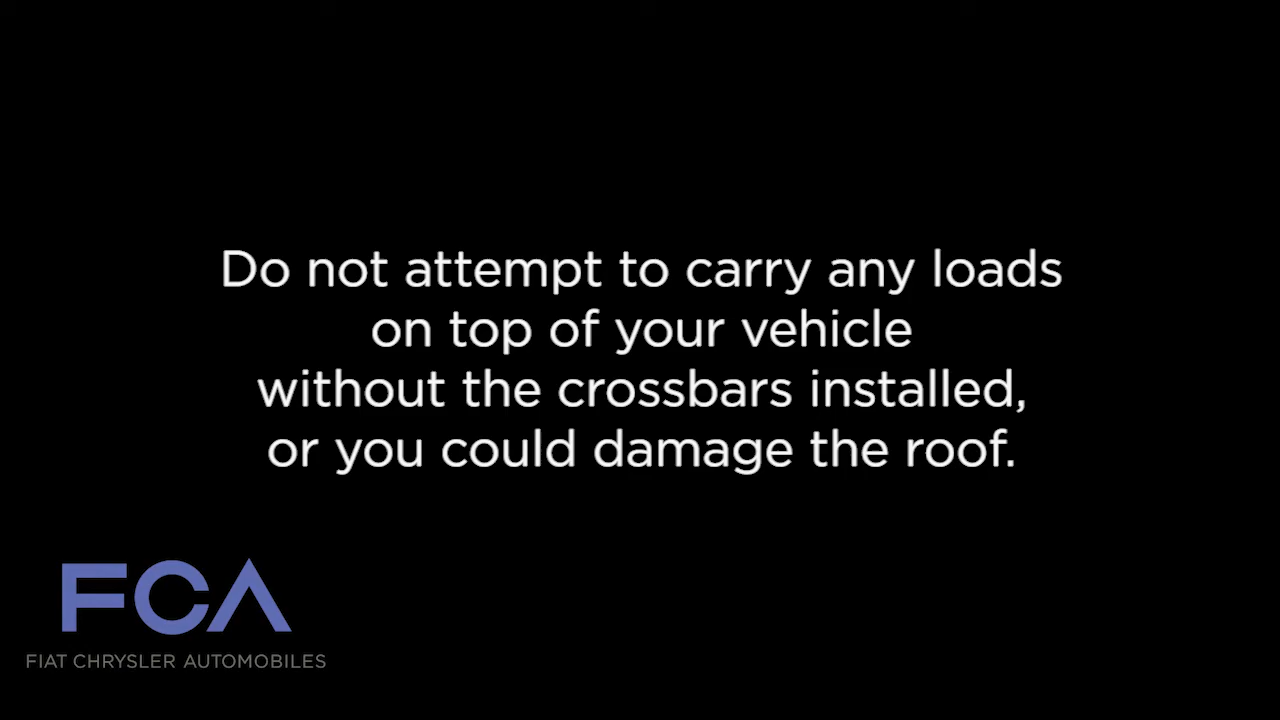 Do not attempt to carry any loads
on top of your vehicle
without the crossbars installed,
or you could damage the roof.
FCA
FIAT CHRYSLER AUTOMOBILES